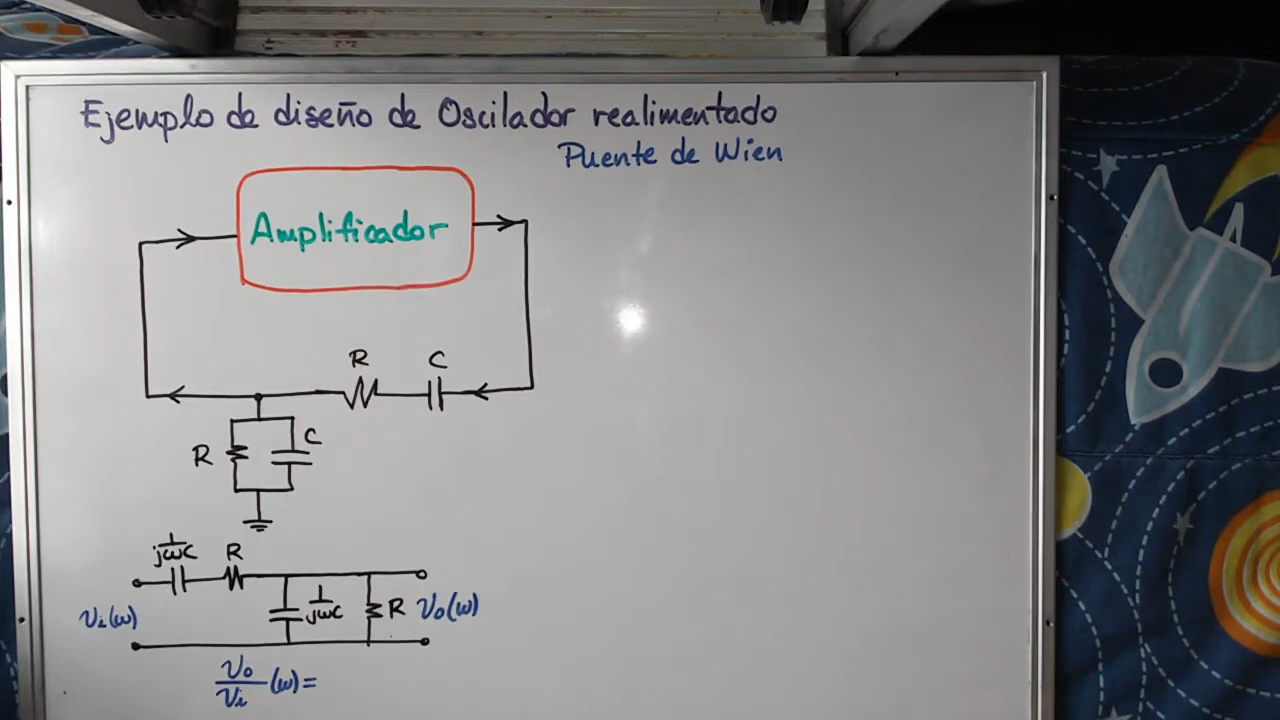 Ejemplo de diseño de Oscilador realimentado
Puente de Wien
Amplificador
R
C
R
C
1/jωC
R
Vi(ω)
1/jωC
R
Vo(ω)
Vo/Vi (ω) =